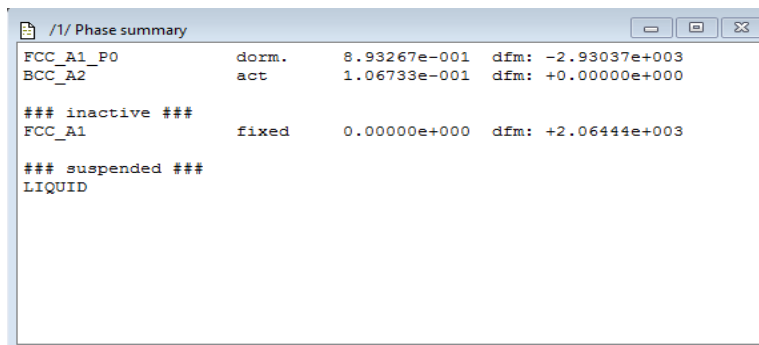 /1/ Phase summary
FCC_A1_P0 dorm. 8.93267e-001 dfm: -2.93037e+003
BCC_A2 act 1.06733e-001 dfm: +0.00000e+000
### inactive ###
FCC_A1 fixed 0.00000e+000 dfm: +2.06444e+003
### suspended ###
LIQUID